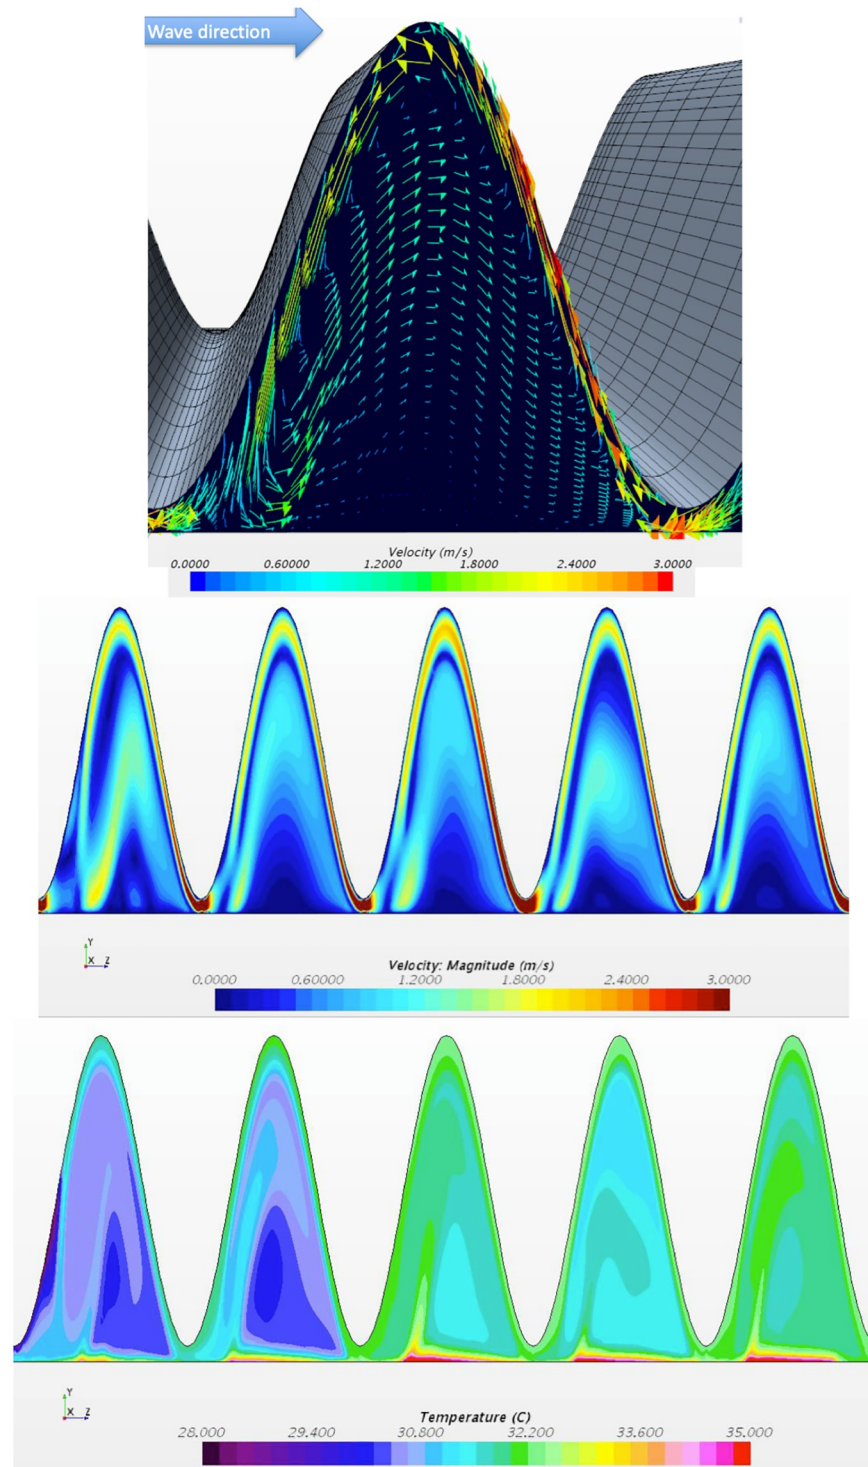 Wave direction
Velocity (m/s)
0.0000 0.60000 1.2000 1.8000 2.4000 3.0000
Y
X Z
Velocity: Magnitude (m/s)
0.0000 0.60000 1.2000 1.8000 2.4000 3.0000
Y
X Z
Temperature (C)
28.000 29.400 30.800 32.200 33.600 35.000